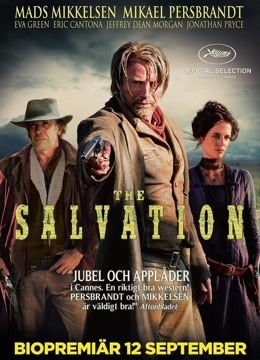 MADS MIKKELSEN MIKAEL PERSBRANDT
EVA GREEN ERIC CANTONA JEFFREY DEAN MORGAN JONATHAN PRYCE
OFFICIAL SELECTION
THE
SALVATION
JUBEL OCH APPLÅDER
i Cannes. En riktigt bra western!
PERSBRANDT och MIKKELSEN
är väldigt bra!" Aftonbladet
BIOPREMIÄR 12 SEPTEMBER